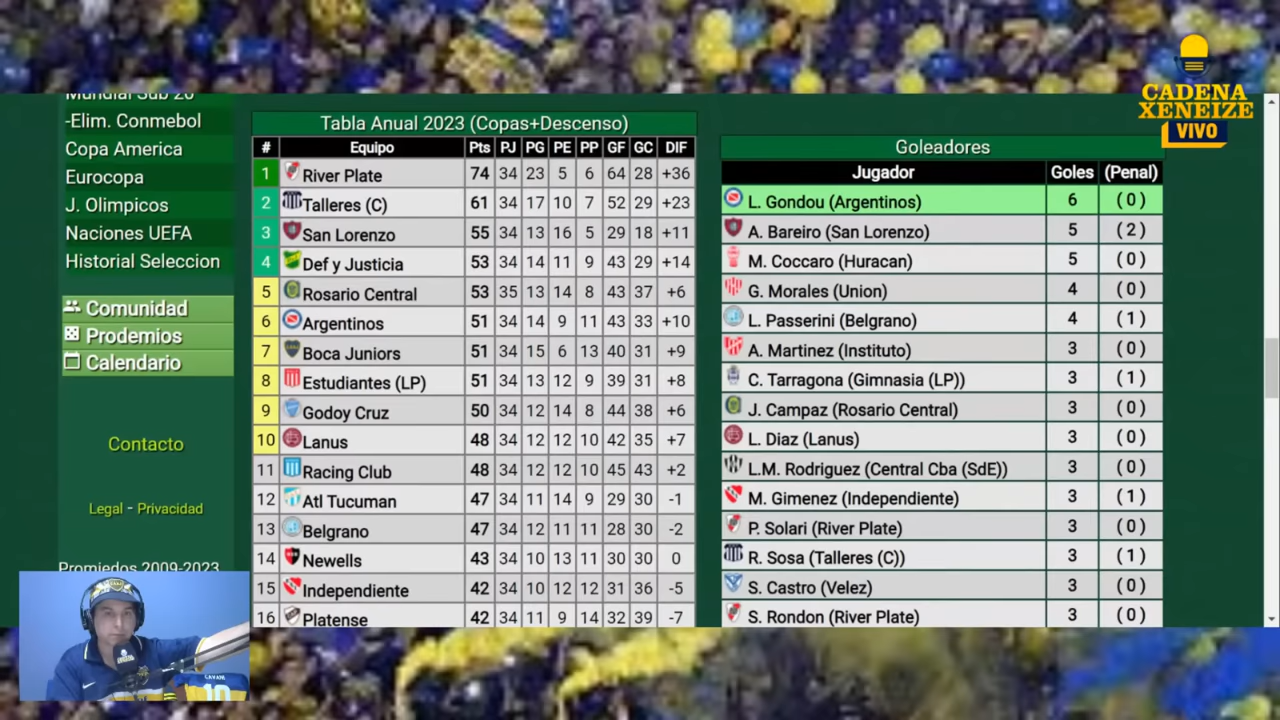 CADENA
XENEIZE
VIVO
Mundial Sub 20
-Elim. Conmebol
Copa America
Eurocopa
J. Olimpicos
Naciones UEFA
Historial Seleccion
Comunidad
Prodemios
Calendario
Contacto
Legal - Privacidad
Promiedos 2009-2023
Tabla Anual 2023 (Copas+Descenso)
# Equipo Pts PJ PG PE PP GF GC DIF
1 River Plate 74 34 23 5 6 64 28 +36
2 Talleres (C) 61 34 17 10 7 52 29 +23
3 San Lorenzo 55 34 13 16 5 29 18 +11
4 Def y Justicia 53 34 14 11 9 43 29 +14
5 Rosario Central 53 35 13 14 8 43 37 +6
6 Argentinos 51 34 14 9 11 43 33 +10
7 Boca Juniors 51 34 15 6 13 40 31 +9
8 Estudiantes (LP) 51 34 13 12 9 39 31 +8
9 Godoy Cruz 50 34 12 14 8 44 38 +6
10 Lanus 48 34 12 12 10 42 35 +7
11 Racing Club 48 34 12 12 10 45 43 +2
12 Atl Tucuman 47 34 11 14 9 29 30 -1
13 Belgrano 47 34 12 11 11 28 30 -2
14 Newells 43 34 10 13 11 30 30 0
15 Independiente 42 34 10 12 12 31 36 -5
16 Platense 42 34 11 9 14 32 39 -7
Goleadores
Jugador Goles (Penal)
L. Gondou (Argentinos) 6 (0)
A. Bareiro (San Lorenzo) 5 (2)
M. Coccaro (Huracan) 5 (0)
G. Morales (Union) 4 (0)
L. Passerini (Belgrano) 4 (1)
A. Martinez (Instituto) 3 (0)
C. Tarragona (Gimnasia (LP)) 3 (1)
J. Campaz (Rosario Central) 3 (0)
L. Diaz (Lanus) 3 (0)
L.M. Rodriguez (Central Cba (SdE)) 3 (0)
M. Gimenez (Independiente) 3 (1)
P. Solari (River Plate) 3 (0)
R. Sosa (Talleres (C)) 3 (1)
S. Castro (Velez) 3 (0)
S. Rondon (River Plate) 3 (0)
CAVANI
10